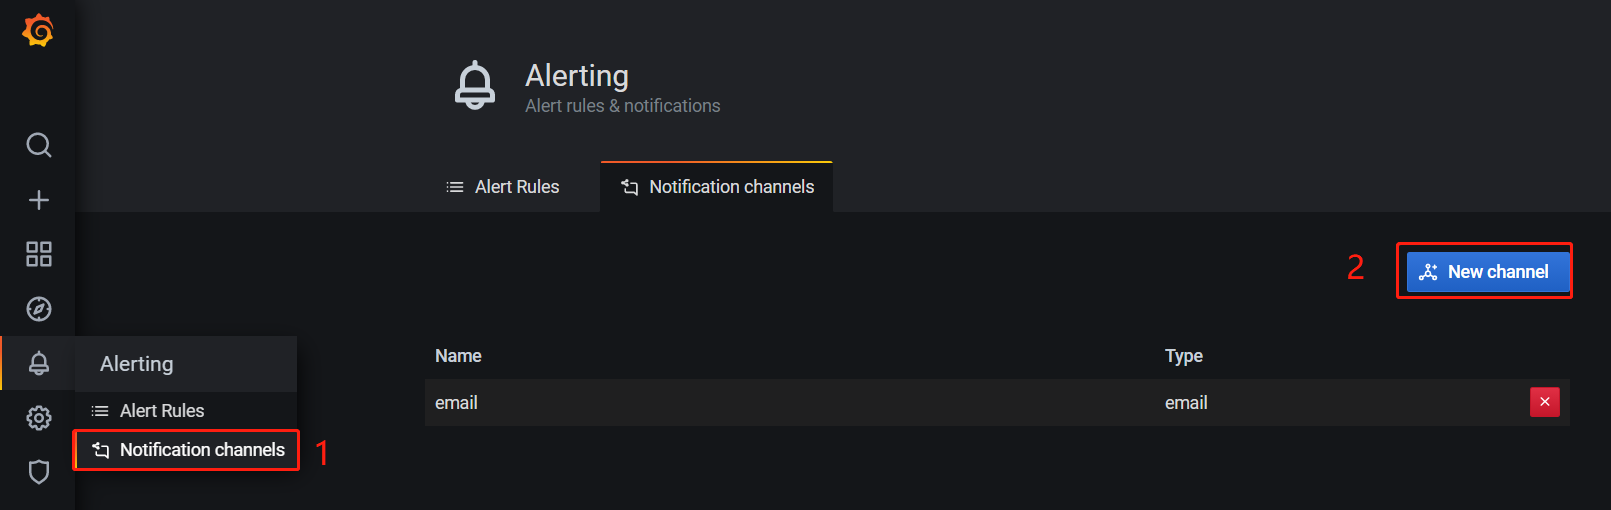 Alerting
Alert rules & notifications
Alert Rules
Notification channels
2
New channel
Name
Type
email
email
Alerting
Alert Rules
Notification channels
1